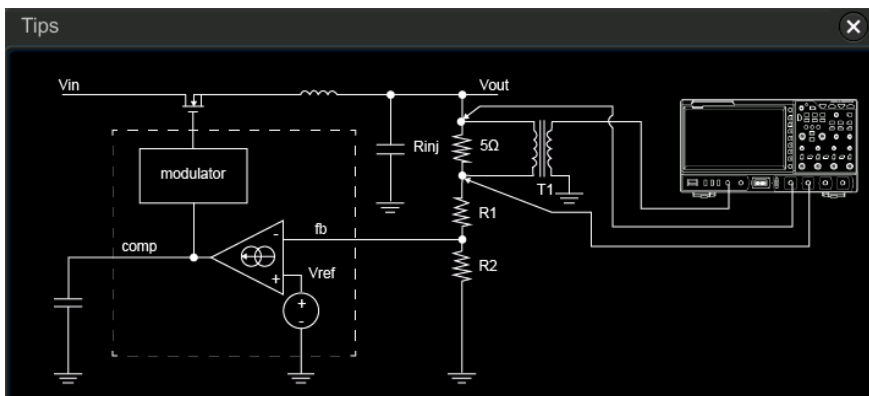 Tips
Vin
Vout
Rinj
5Ω
modulator
T1
R1
fb
comp
-
+
Vref
R2
+
-